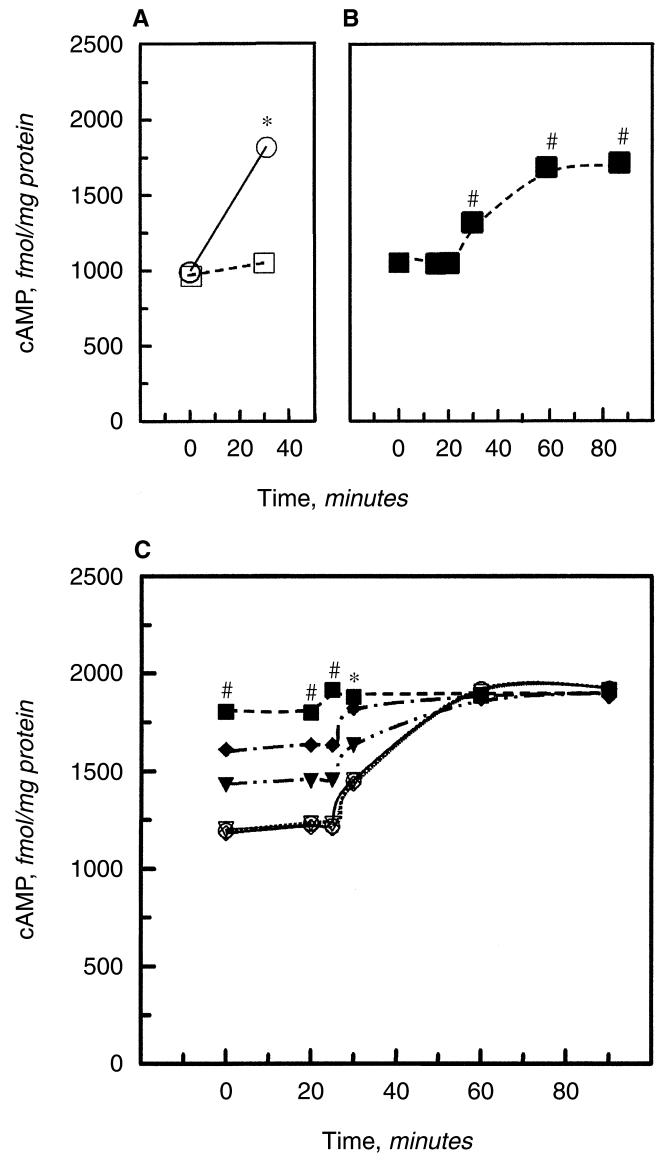 A B
2500
2000
1500
1000
500
0
cAMP, fmol/mg protein
*
# # #
0 20 40 0 20 40 60 80
Time, minutes
C
2500
2000
1500
1000
500
0
cAMP, fmol/mg protein
# # # *
0 20 40 60 80
Time, minutes